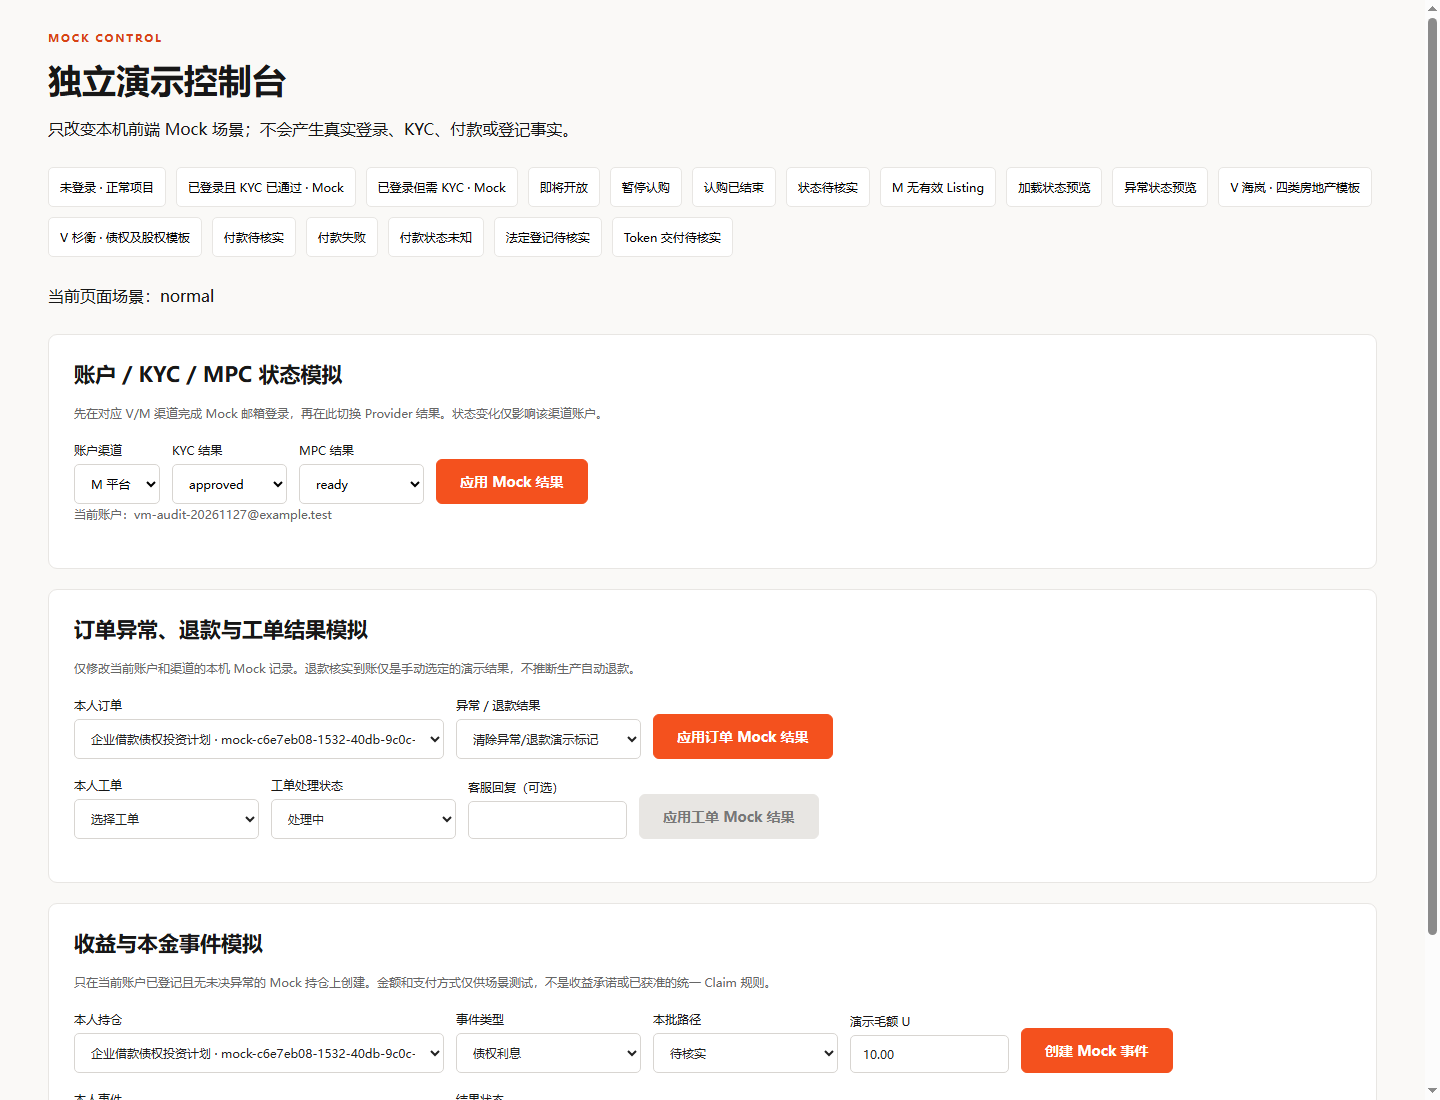 MOCK CONTROL
独立演示控制台
只改变本机前端 Mock 场景；不会产生真实登录、KYC、付款或登记事实。
未登录 · 正常项目 已登录且 KYC 已通过 · Mock 已登录但需 KYC · Mock 即将开放 暂停认购 认购已结束 状态待核实 M 无有效 Listing 加载状态预览 异常状态预览 V 海岚 · 四类房地产模板
V 杉衡 · 债权及股权模板 付款待核实 付款失败 付款状态未知 法定登记待核实 Token 交付待核实
当前页面场景：normal
账户 / KYC / MPC 状态模拟
先在对应 V/M 渠道完成 Mock 邮箱登录，再在此切换 Provider 结果。状态变化仅影响该渠道账户。
账户渠道 KYC 结果 MPC 结果
M 平台 approved ready 应用 Mock 结果
当前账户：vm-audit-20261127@example.test
订单异常、退款与工单结果模拟
仅修改当前账户和渠道的本机 Mock 记录。退款核实到账仅是手动选定的演示结果，不推断生产自动退款。
本人订单 异常 / 退款结果
企业借款债权投资计划 · mock-c6e7eb08-1532-40db-9c0c- 清除异常/退款演示标记 应用订单 Mock 结果
本人工单 工单处理状态 客服回复（可选）
选择工单 处理中 应用工单 Mock 结果
收益与本金事件模拟
只在当前账户已登记且无未决异常的 Mock 持仓上创建。金额和支付方式仅供场景测试，不是收益承诺或已获准的统一 Claim 规则。
本人持仓 事件类型 本批路径 演示毛额 U
企业借款债权投资计划 · mock-c6e7eb08-1532-40db-9c0c- 债权利息 待核实 10.00 创建 Mock 事件
本人事件 结果状态